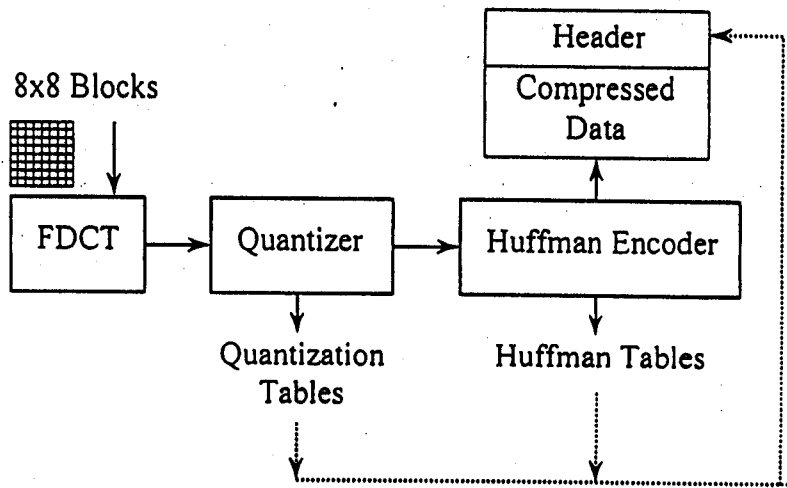 Header
Compressed
Data
8x8 Blocks
FDCT
Quantizer
Huffman Encoder
Quantization
Tables
Huffman Tables